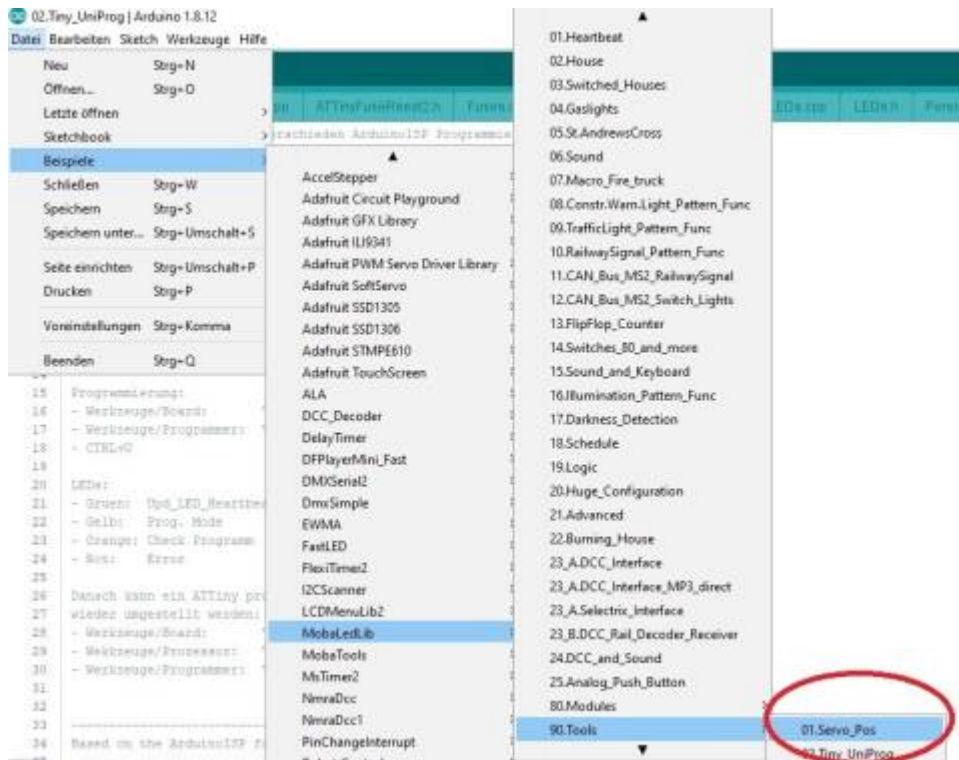 02.Tiny_UniProg | Arduino 1.8.12
Datei Bearbeiten Sketch Werkzeuge Hilfe
Neu Strg+N
Öffnen... Strg+O
Letzte öffnen
Sketchbook
Beispiele
Schließen Strg+W
Speichern Strg+S
Speichern unter... Strg+Umschalt+S
Seite einrichten Strg+Umschalt+P
Drucken Strg+P
Voreinstellungen Strg+Komma
Beenden Strg+Q
LEDs.cpp LEDs.h
15 Programmierung:
16 - Werkzeuge/Board:
17 - Werkzeuge/Programmer:
18 - CTRL+U
19
20 LEDs:
21 - Gruen: Upd_LED_Heartbea
22 - Gelb: Prog. Mode
23 - Orange: Check Programm
24 - Rot: Error
25
26 Danach kann ein ATTiny pro
27 wieder umgestellt werden:
28 - Werkzeuge/Board:
29 - Werkzeuge/Prozessor:
30 - Werkzeuge/Programmer:
31
32
33
34 Based on the ArduinoISP
AccelStepper
Adafruit Circuit Playground
Adafruit GFX Library
Adafruit ILI9341
Adafruit PWM Servo Driver Library
Adafruit SoftServo
Adafruit SSD1305
Adafruit SSD1306
Adafruit STMPE610
Adafruit TouchScreen
ALA
DCC_Decoder
DelayTimer
DFPlayerMini_Fast
DMXSerial2
DmxSimple
EWMA
FastLED
FlexiTimer2
I2CScanner
LCDMenuLib2
MobaLedLib
MobaTools
MsTimer2
NmraDcc
NmraDcc1
PinChangeInterrupt
01.Heartbeat
02.House
03.Switched_Houses
04.Gaslights
05.St.AndrewsCross
06.Sound
07.Macro_Fire_truck
08.Constr.Warn.Light_Pattern_Func
09.TrafficLight_Pattern_Func
10.RailwaySignal_Pattern_Func
11.CAN_Bus_MS2_RailwaySignal
12.CAN_Bus_MS2_Switch_Lights
13.FlipFlop_Counter
14.Switches_80_and_more
15.Sound_and_Keyboard
16.Illumination_Pattern_Func
17.Darkness_Detection
18.Schedule
19.Logic
20.Huge_Configuration
21.Advanced
22.Burning_House
23_A.DCC_Interface
23_A.DCC_Interface_MP3_direct
23_A.Selectrix_Interface
23_B.DCC_Rail_Decoder_Receiver
24.DCC_and_Sound
25.Analog_Push_Button
80.Modules
90.Tools
01.Servo_Pos
02.Tiny_UniProg